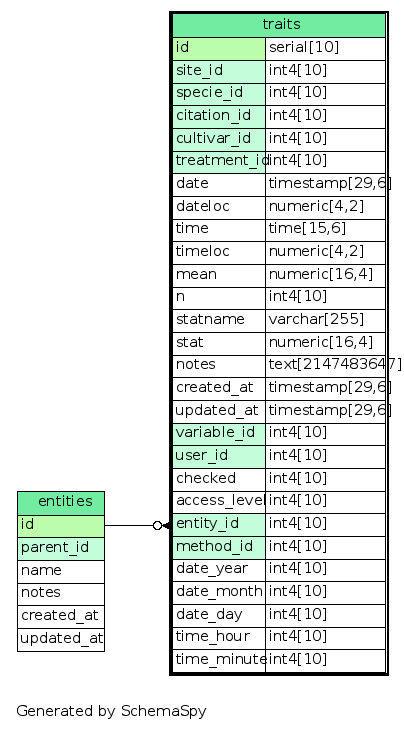 traits
id serial[10]
site_id int4[10]
specie_id int4[10]
citation_id int4[10]
cultivar_id int4[10]
treatment_id int4[10]
date timestamp[29,6]
dateloc numeric[4,2]
time time[15,6]
timeloc numeric[4,2]
mean numeric[16,4]
n int4[10]
statname varchar[255]
stat numeric[16,4]
notes text[2147483647]
created_at timestamp[29,6]
updated_at timestamp[29,6]
variable_id int4[10]
user_id int4[10]
checked int4[10]
access_level int4[10]
entity_id int4[10]
method_id int4[10]
date_year int4[10]
date_month int4[10]
date_day int4[10]
time_hour int4[10]
time_minute int4[10]
entities
id
parent_id
name
notes
created_at
updated_at
Generated by SchemaSpy